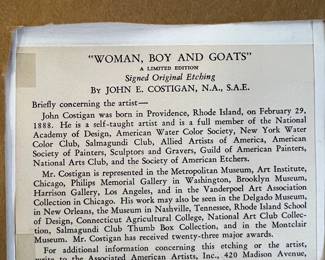 "WOMAN, BOY AND GOATS"
A LIMITED EDITION
Signed Original Etching
By JOHN E. COSTIGAN, N.A., S.A.E.
Briefly concerning the artist—
John Costigan was born in Providence, Rhode Island, on February 29,
1888. He is a self-taught artist and is a full member of the National
Academy of Design, American Water Color Society, New York Water
Color Club, Salmagundi Club, Allied Artists of America, American
Society of Painters, Sculptors and Gravers, Guild of American Painters,
National Arts Club, and the Society of American Etchers.
Mr. Costigan is represented in the Metropolitan Museum, Art Institute,
Chicago, Philips Memorial Gallery in Washington, Brooklyn Museum,
Harrison Gallery, Los Angeles, and in the Vanderpoel Art Association
Collection in Chicago. His work may also be seen in the Delgado Museum,
in New Orleans, the Museum in Nashville, Tennessee, Rhode Island School
of Design, Connecticut Agricultural College, National Art Club Collec-
tion, Salmagundi Club Thumb Box Collection, and in the Montclair
Museum. Mr. Costigan has received twenty-three major awards.
For additional information concerning this etching or the artist,
write to the Associated American Artists, Inc., 420 Madison Avenue,